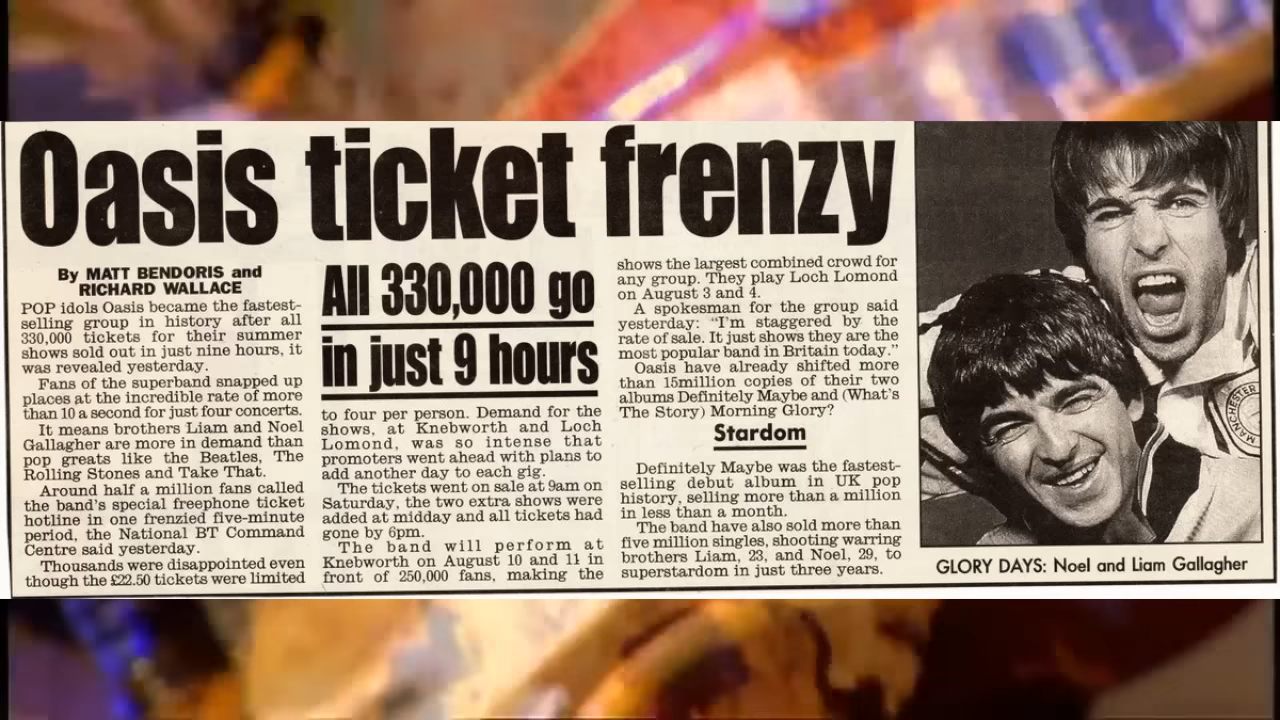 Oasis ticket frenzy
By MATT BENDORIS and
RICHARD WALLACE
POP idols Oasis became the fastest-
selling group in history after all
330,000 tickets for their summer
shows sold out in just nine hours, it
was revealed yesterday.
Fans of the superband snapped up
places at the incredible rate of more
than 10 a second for just four concerts.
It means brothers Liam and Noel
Gallagher are more in demand than
pop greats like the Beatles, The
Rolling Stones and Take That.
Around half a million fans called
the band's special freephone ticket
hotline in one frenzied five-minute
period, the National BT Command
Centre said yesterday.
Thousands were disappointed even
though the £22.50 tickets were limited
All 330,000 go
in just 9 hours
to four per person. Demand for the
shows, at Knebworth and Loch
Lomond, was so intense that
promoters went ahead with plans to
add another day to each gig.
The tickets went on sale at 9am on
Saturday, the two extra shows were
added at midday and all tickets had
gone by 6pm.
The band will perform at
Knebworth on August 10 and 11 in
front of 250,000 fans, making the
shows the largest combined crowd for
any group. They play Loch Lomond
on August 3 and 4.
A spokesman for the group said
yesterday: "I'm staggered by the
rate of sale. It just shows they are the
most popular band in Britain today."
Oasis have already shifted more
than 15million copies of their two
albums Definitely Maybe and (What's
The Story) Morning Glory?
Stardom
Definitely Maybe was the fastest-
selling debut album in UK pop
history, selling more than a million
in less than a month.
The band have also sold more than
five million singles, shooting warring
brothers Liam, 23, and Noel, 29, to
superstardom in just three years.
MANCHESTER
GLORY DAYS: Noel and Liam Gallagher